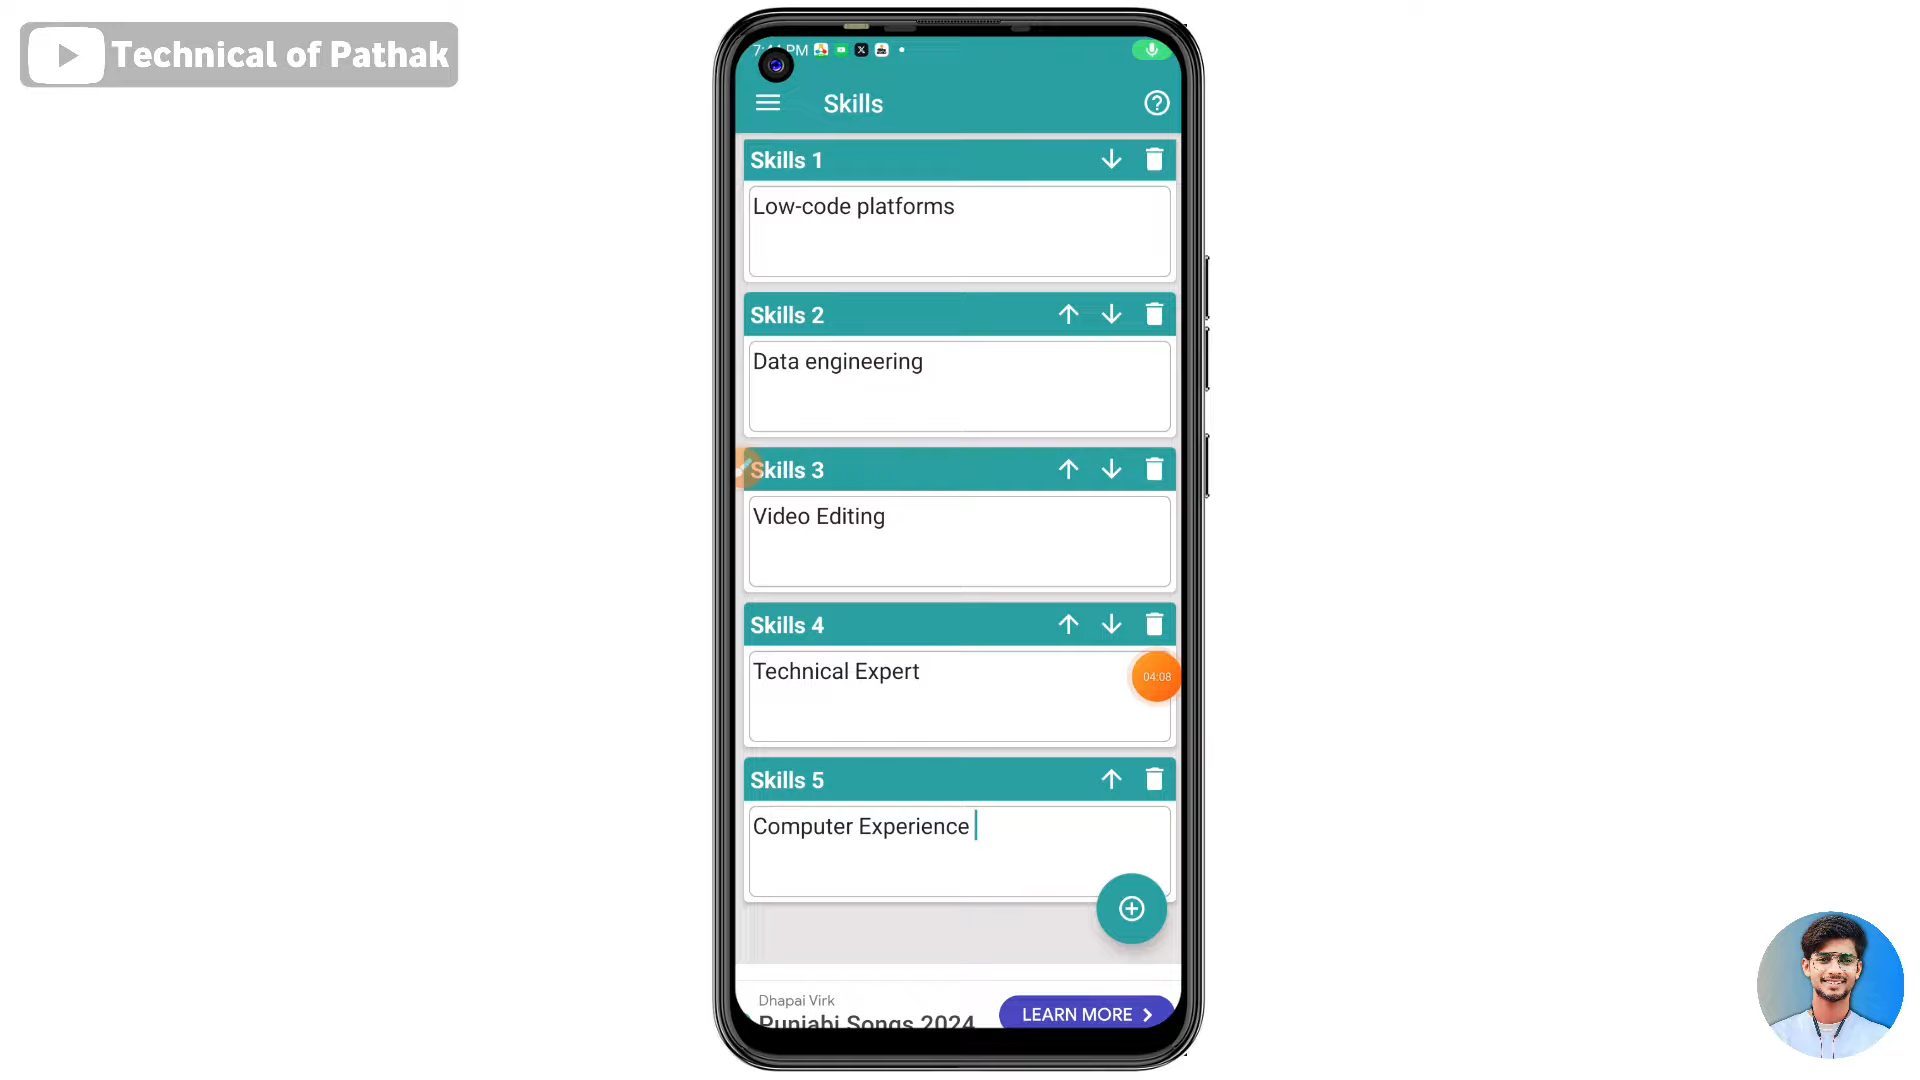 Technical of Pathak
PM
Skills
Skills 1
Low-code platforms
Skills 2
Data engineering
Skills 3
Video Editing
Skills 4
Technical Expert
04:08
Skills 5
Computer Experience
Dhapai Virk
Punjabi Songs 2024
LEARN MORE